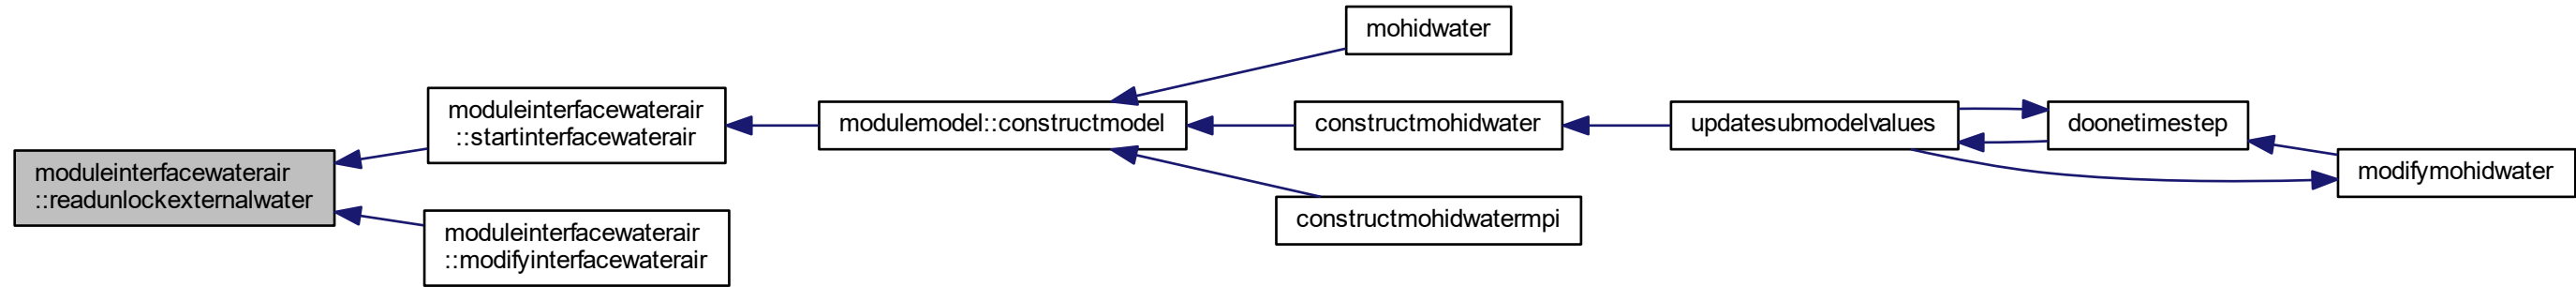 mohidwater
moduleinterfacewaterair
::startinterfacewaterair
modulemodel::constructmodel
constructmohidwater
updatesubmodelvalues
doonetimestep
moduleinterfacewaterair
::readunlockexternalwater
modifymohidwater
constructmohidwatermpi
moduleinterfacewaterair
::modifyinterfacewaterair